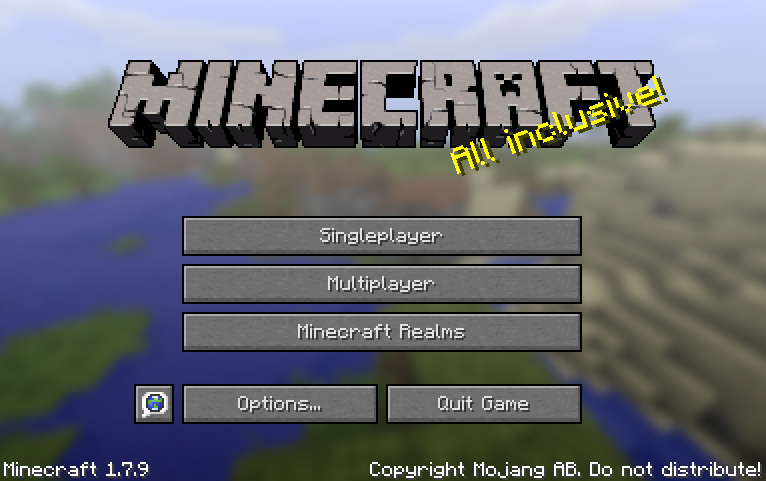 MINECRAFT
All inclusive!
Singleplayer
Multiplayer
Minecraft Realms
Options...
Quit Game
Minecraft 1.7.9
Copyright Mojang AB. Do not distribute!